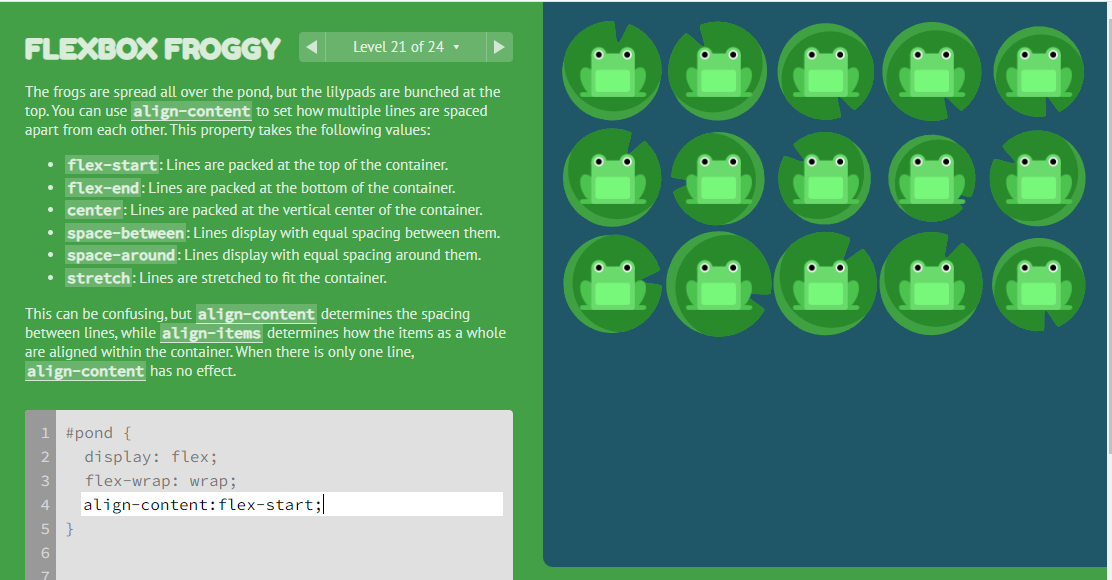 FLEXBOX FROGGY
Level 21 of 24
The frogs are spread all over the pond, but the lilypads are bunched at the
top. You can use align-content to set how multiple lines are spaced
apart from each other. This property takes the following values:
• flex-start: Lines are packed at the top of the container.
• flex-end: Lines are packed at the bottom of the container.
• center: Lines are packed at the vertical center of the container.
• space-between: Lines display with equal spacing between them.
• space-around: Lines display with equal spacing around them.
• stretch: Lines are stretched to fit the container.
This can be confusing, but align-content determines the spacing
between lines, while align-items determines how the items as a whole
are aligned within the container. When there is only one line,
align-content has no effect.
1 #pond {
2 display: flex;
3 flex-wrap: wrap;
4 align-content:flex-start;
5 }
6
7